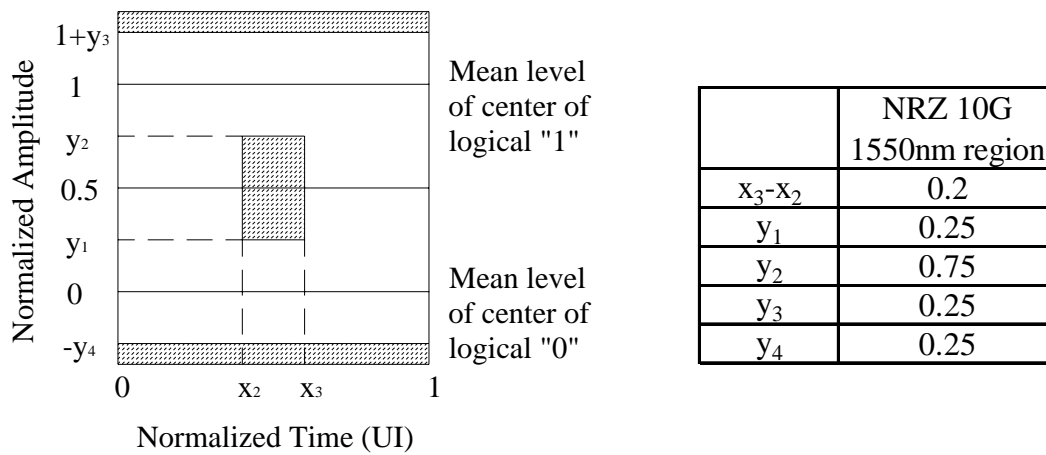 1+y₃
1
y₂
0.5
y₁
0
-y₄
Normalized Amplitude
0
x₂
x₃
1
Normalized Time (UI)
Mean level
of center of
logical "1"
Mean level
of center of
logical "0"
NRZ 10G
1550nm region
x₃-x₂ 0.2
y₁ 0.25
y₂ 0.75
y₃ 0.25
y₄ 0.25